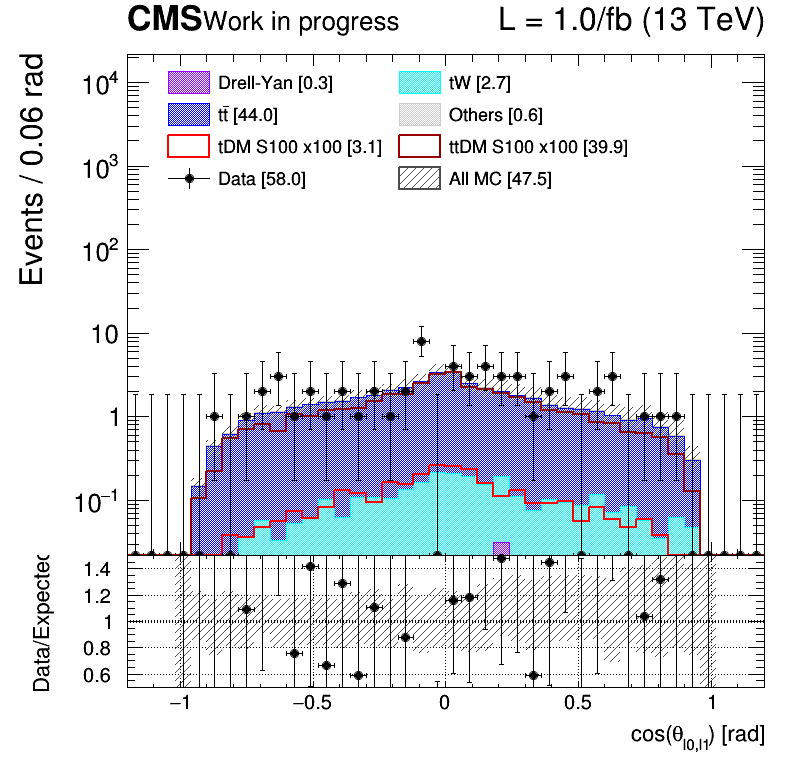 CMS Work in progress L = 1.0/fb (13 TeV)
Events / 0.06 rad
Drell-Yan [0.3] tW [2.7]
tt̄ [44.0] Others [0.6]
tDM S100 x100 [3.1] ttDM S100 x100 [39.9]
Data [58.0] All MC [47.5]
10⁴
10³
10²
10
1
10⁻¹
Data/Expected
1.4
1.2
1
0.8
0.6
−1 −0.5 0 0.5 1
cos(θ_l0,l1) [rad]